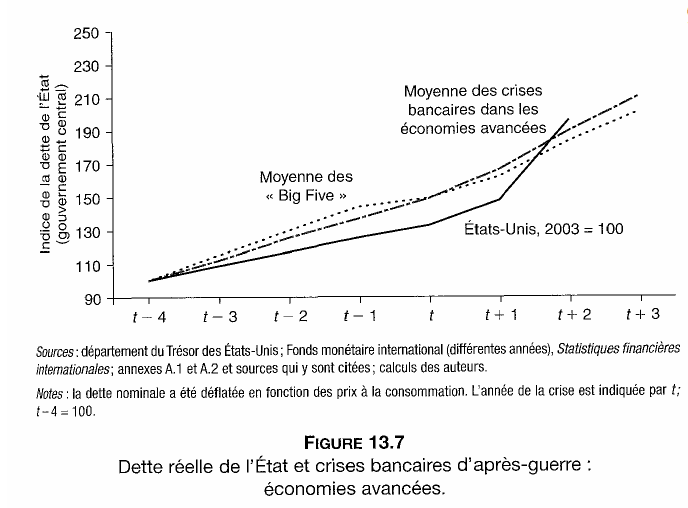 Indice de la dette de l'État
(gouvernement central)
250
230
210
190
170
150
130
110
90
Moyenne des crises
bancaires dans les
économies avancées
Moyenne des
« Big Five »
États-Unis, 2003 = 100
t – 4
t – 3
t – 2
t – 1
t
t + 1
t + 2
t + 3
Sources : département du Trésor des États-Unis ; Fonds monétaire international (différentes années), Statistiques financières
internationales ; annexes A.1 et A.2 et sources qui y sont citées ; calculs des auteurs.
Notes : la dette nominale a été déflatée en fonction des prix à la consommation. L'année de la crise est indiquée par t ;
t – 4 = 100.
FIGURE 13.7
Dette réelle de l'État et crises bancaires d'après-guerre :
économies avancées.